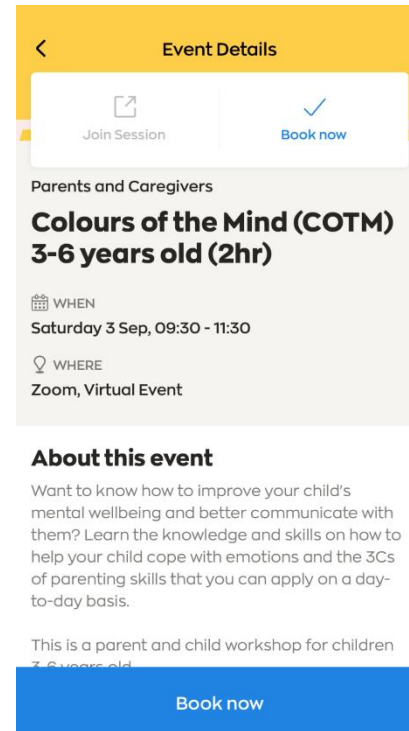 Event Details
Join Session
Book now
Parents and Caregivers
Colours of the Mind (COTM)
3-6 years old (2hr)
WHEN
Saturday 3 Sep, 09:30 - 11:30
WHERE
Zoom, Virtual Event
About this event
Want to know how to improve your child's
mental wellbeing and better communicate with
them? Learn the knowledge and skills on how to
help your child cope with emotions and the 3Cs
of parenting skills that you can apply on a day-
to-day basis.
This is a parent and child workshop for children
3-6 years old
Book now